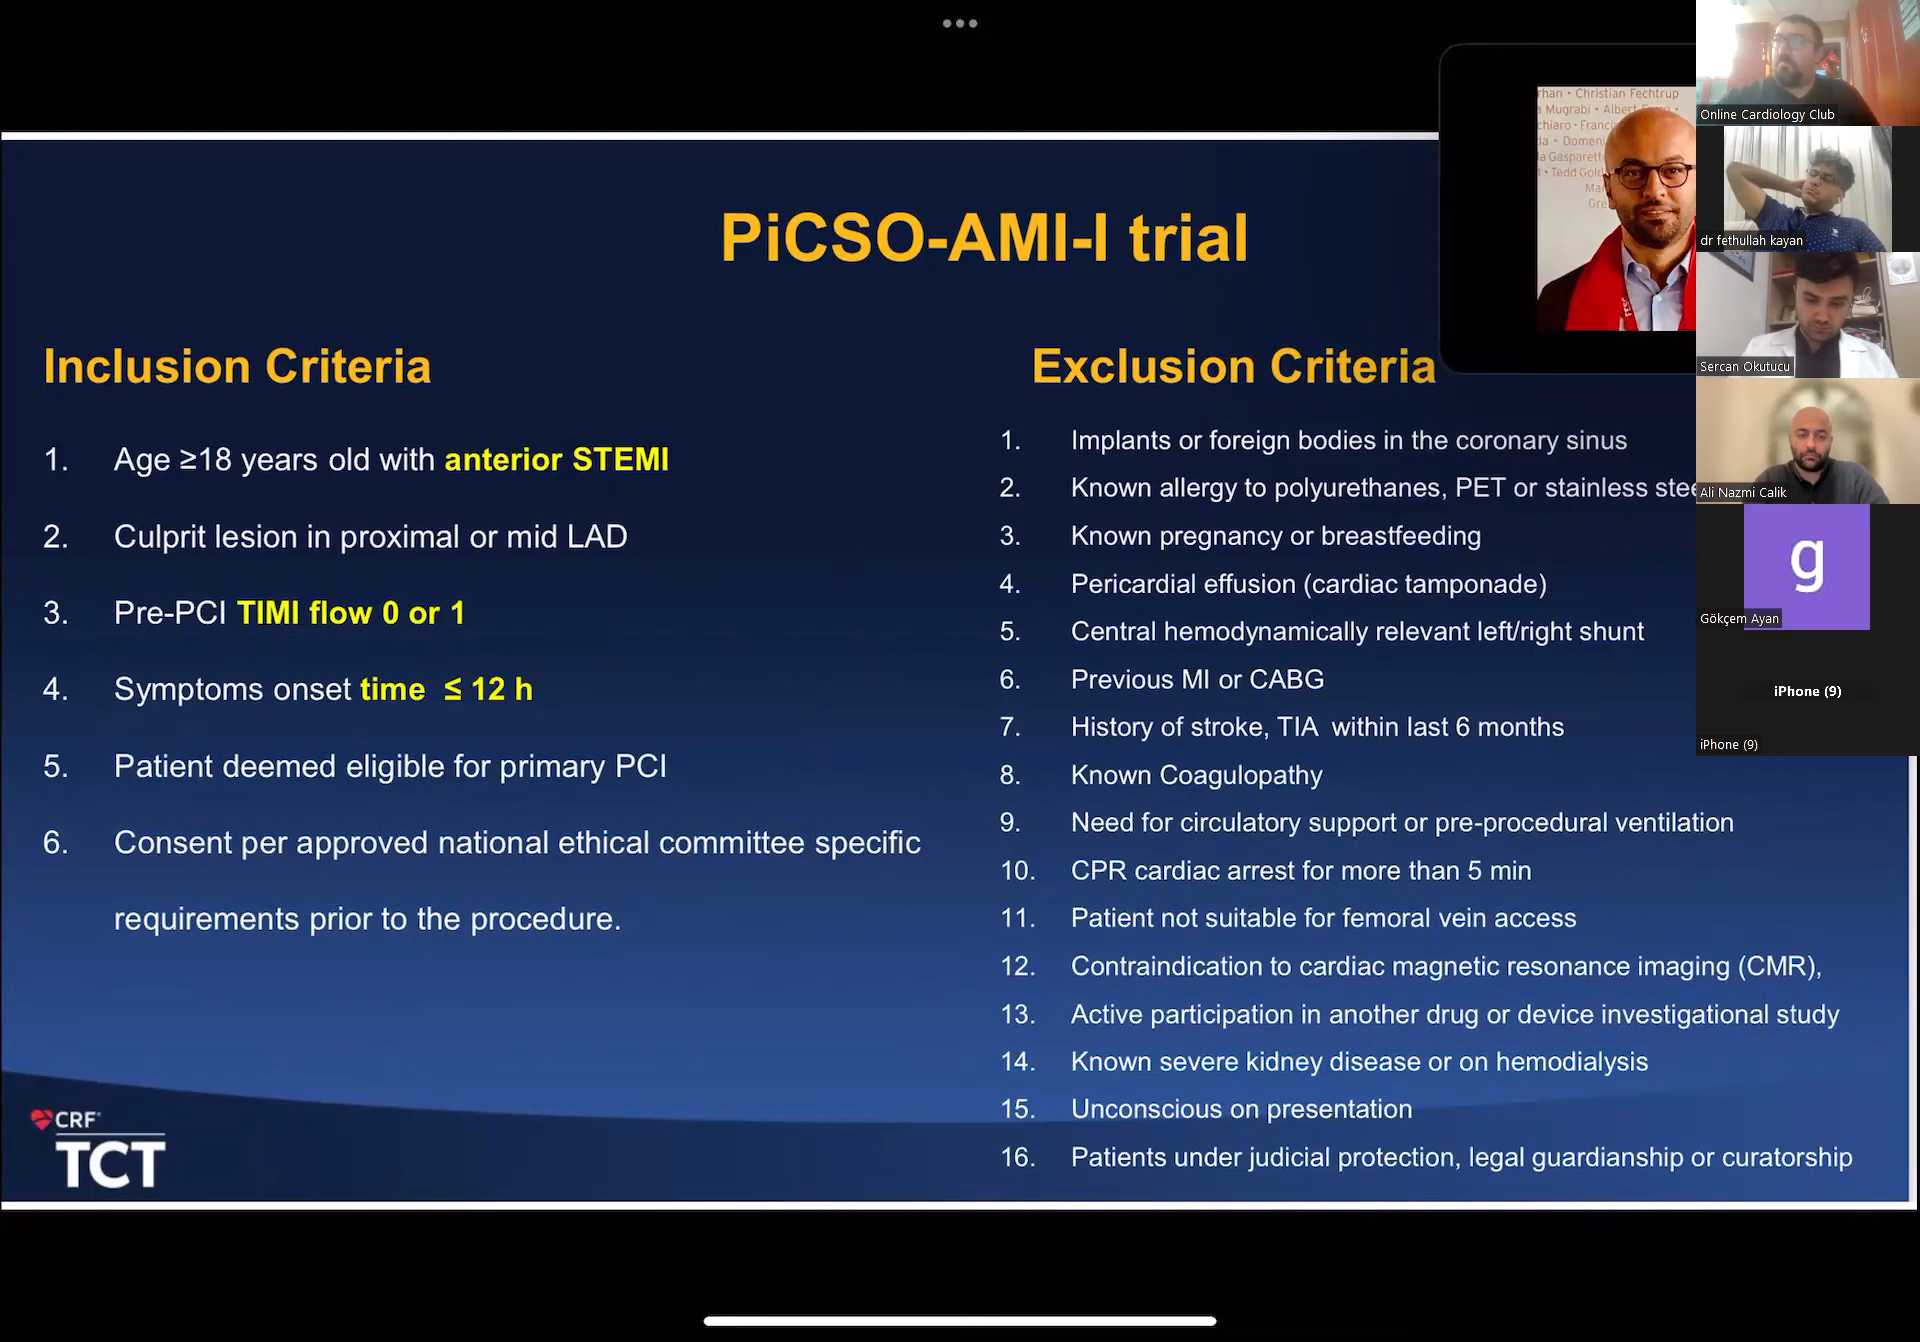 PiCSO-AMI-I trial
Inclusion Criteria
1. Age ≥18 years old with anterior STEMI
2. Culprit lesion in proximal or mid LAD
3. Pre-PCI TIMI flow 0 or 1
4. Symptoms onset time ≤ 12 h
5. Patient deemed eligible for primary PCI
6. Consent per approved national ethical committee specific
requirements prior to the procedure.
Exclusion Criteria
1. Implants or foreign bodies in the coronary sinus
2. Known allergy to polyurethanes, PET or stainless stee
3. Known pregnancy or breastfeeding
4. Pericardial effusion (cardiac tamponade)
5. Central hemodynamically relevant left/right shunt
6. Previous MI or CABG
7. History of stroke, TIA within last 6 months
8. Known Coagulopathy
9. Need for circulatory support or pre-procedural ventilation
10. CPR cardiac arrest for more than 5 min
11. Patient not suitable for femoral vein access
12. Contraindication to cardiac magnetic resonance imaging (CMR),
13. Active participation in another drug or device investigational study
14. Known severe kidney disease or on hemodialysis
15. Unconscious on presentation
16. Patients under judicial protection, legal guardianship or curatorship
CRF
TCT
rhan • Christian Fechtrup
Mugrabi • Albert
chiaro • Franc
Domeni
Gasparett
• Tedd Gold
Online Cardiology Club
dr fethullah kayan
Sercan Okutucu
Ali Nazmi Calik
g
Gökçem Ayan
iPhone (9)
iPhone (9)